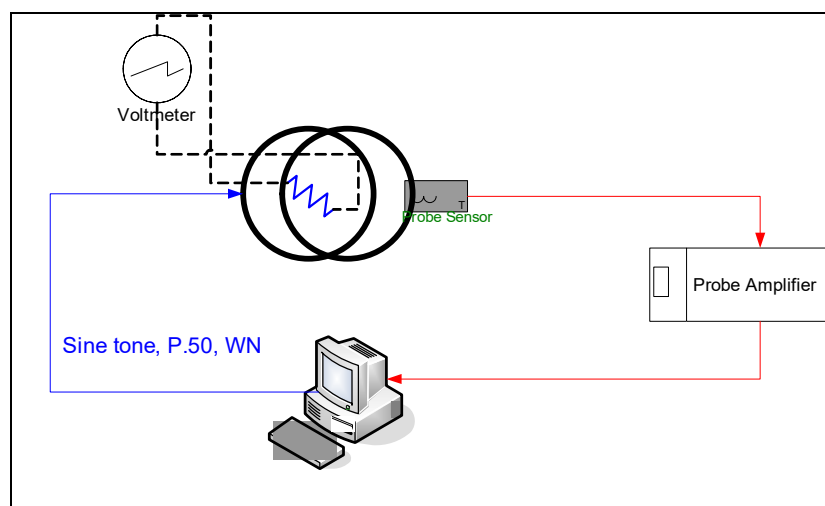 Voltmeter
T
Probe Sensor
Probe Amplifier
Sine tone, P.50, WN